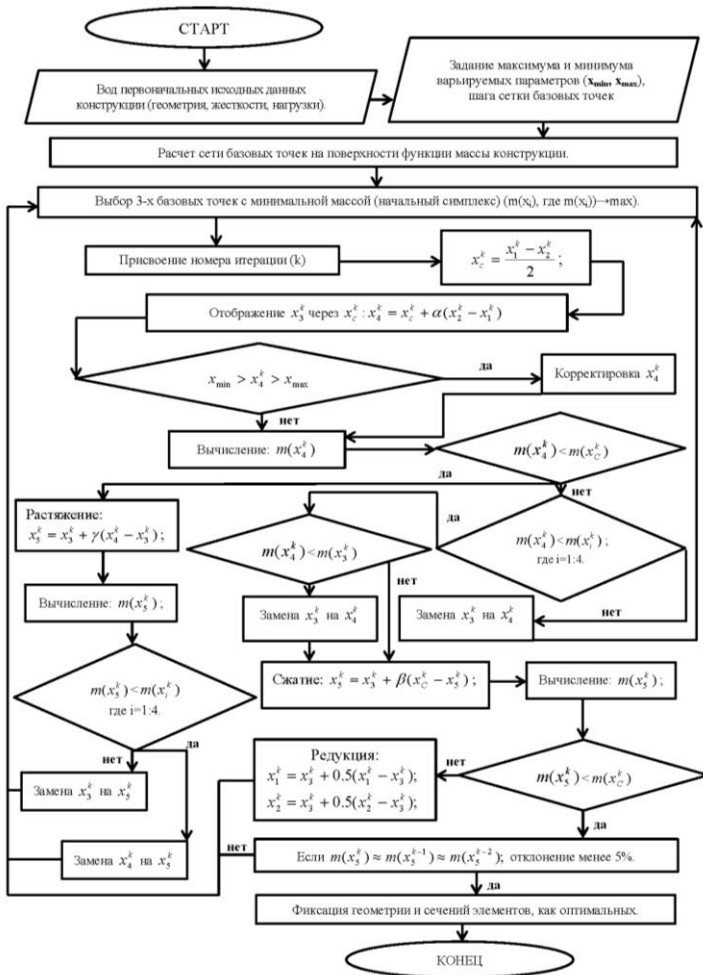 СТАРТ
Вод первоначальных исходных данных
конструкции (геометрия, жесткости, нагрузки).
Задание максимума и минимума
варьируемых параметров (x_min, x_max),
шага сетки базовых точек
Расчет сети базовых точек на поверхности функции массы конструкции.
Выбор 3-х базовых точек с минимальной массой (начальный симплекс) (m(x_i), где m(x_i))→max).
Присвоение номера итерации (k)
x_c^k = (x_1^k − x_2^k)/2 ;
Отображение x_3^k через x_c^k : x_4^k = x_c^k + α(x_2^k − x_1^k)
x_min > x_4^k > x_max
да
Корректировка x_4^k
нет
Вычисление: m(x_4^k)
m(x_4^k) < m(x_C^k)
да
нет
Растяжение:
x_5^k = x_3^k + γ(x_4^k − x_3^k);
m(x_4^k) < m(x_3^k)
да
m(x_4^k) < m(x_i^k) ;
где i=1:4.
нет
Вычисление: m(x_5^k);
Замена x_3^k на x_4^k
Замена x_3^k на x_4^k
нет
m(x_5^k) < m(x_i^k)
где i=1:4.
Сжатие: x_5^k = x_3^k + β(x_C^k − x_5^k) ;
Вычисление: m(x_5^k) ;
нет
да
Замена x_3^k на x_5^k
Замена x_4^k на x_5^k
Редукция:
x_1^k = x_3^k + 0.5(x_1^k − x_3^k);
x_2^k = x_3^k + 0.5(x_2^k − x_3^k);
нет
m(x_5^k) < m(x_C^k)
да
нет
Если m(x_5^k) ≈ m(x_5^{k-1}) ≈ m(x_5^{k-2}); отклонение менее 5%.
да
Фиксация геометрии и сечений элементов, как оптимальных.
КОНЕЦ